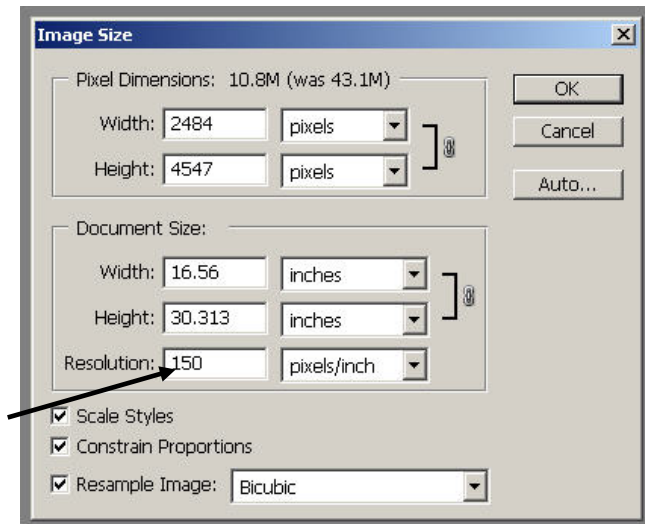 Image Size
Pixel Dimensions: 10.8M (was 43.1M)
OK
Width: 2484 pixels
Cancel
Height: 4547 pixels
Auto...
Document Size:
Width: 16.56 inches
Height: 30.313 inches
Resolution: 150 pixels/inch
Scale Styles
Constrain Proportions
Resample Image: Bicubic